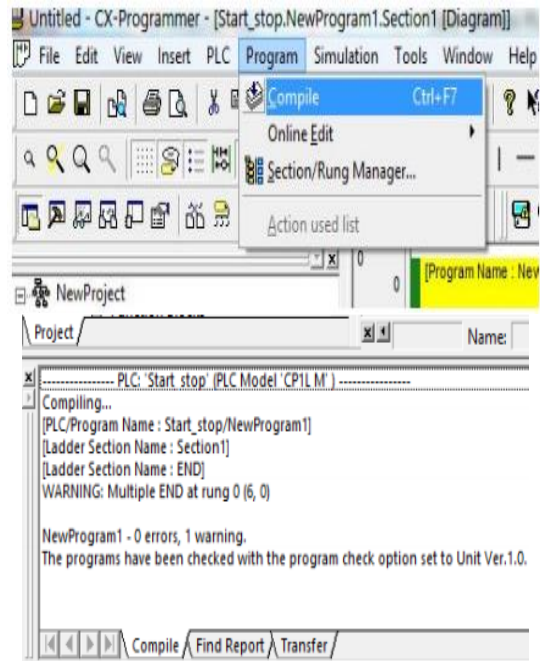 Untitled - CX-Programmer - [Start_stop.NewProgram1.Section1 [Diagram]]
File Edit View Insert PLC Program Simulation Tools Window Help
Compile Ctrl+F7
Online Edit
Section/Rung Manager...
Action used list
0
0 [Program Name : New
NewProject
Project
Name:
---------------- PLC: 'Start_stop' (PLC Model 'CP1L M' ) ----------------
Compiling...
[PLC/Program Name : Start_stop/NewProgram1]
[Ladder Section Name : Section1]
[Ladder Section Name : END]
WARNING: Multiple END at rung 0 (6, 0)
NewProgram1 - 0 errors, 1 warning.
The programs have been checked with the program check option set to Unit Ver.1.0.
Compile Find Report Transfer